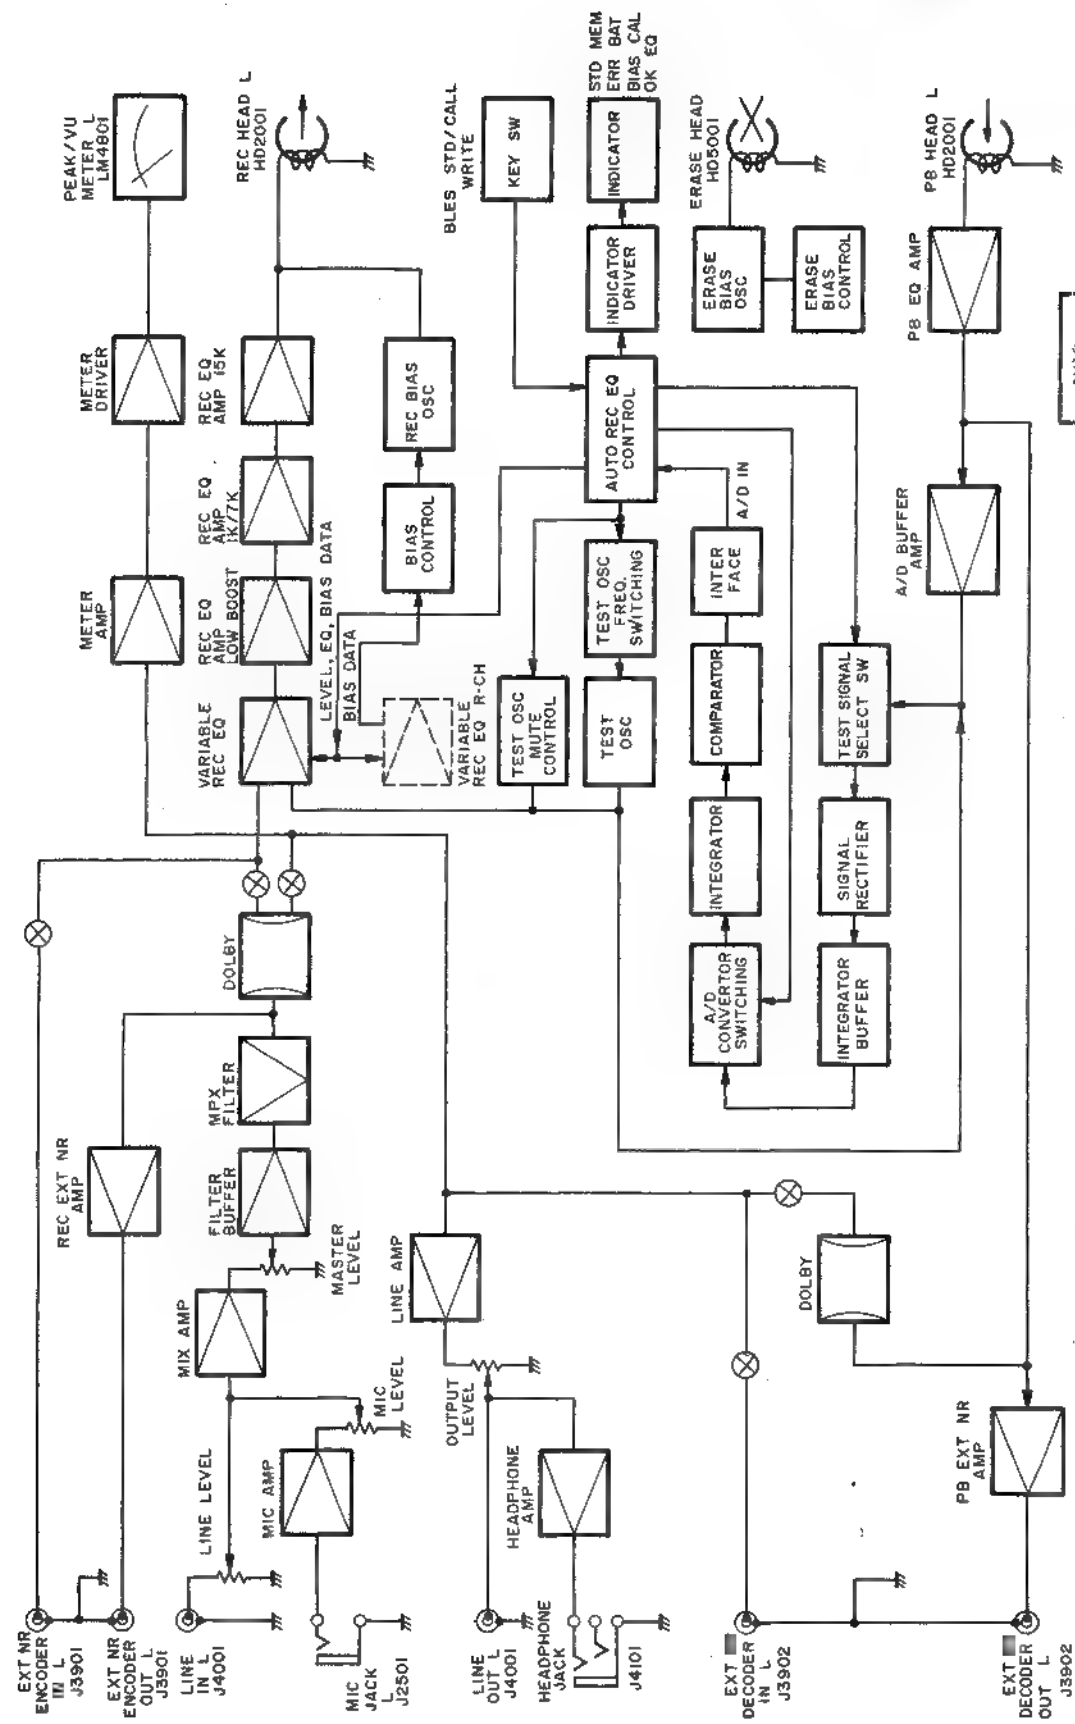 EXT NR
ENCODER
IN L
J3901
EXT NR
ENCODER
OUT L
J3901
LINE
IN L
J4001
MIC
JACK
L
J2501
LINE
OUT L
J4001
HEADPHONE
JACK
J4101
EXT
DECODER
IN L
J3902
EXT
DECODER
OUT L
J3902
LINE LEVEL
MIC AMP
MIC
LEVEL
MIX AMP
MASTER
LEVEL
REC EXT NR
AMP
FILTER
BUFFER
MPX
FILTER
DOLBY
OUTPUT
LEVEL
HEADPHONE
AMP
LINE AMP
DOLBY
PB EXT NR
AMP
VARIABLE
REC EQ
REC EQ
AMP
LOW BOOST
REC EQ
AMP
1K/7K
REC EQ
AMP 15K
METER
AMP
METER
DRIVER
PEAK/VU
METER L
LM4801
REC HEAD L
HD2001
LEVEL, EQ, BIAS DATA
BIAS DATA
VARIABLE
REC EQ R-CH
BIAS
CONTROL
REC BIAS
OSC
BLES STD/CALL
WRITE
KEY SW
TEST OSC
MUTE
CONTROL
TEST
OSC
TEST OSC
FREQ.
SWITCHING
AUTO REC EQ
CONTROL
INDICATOR
DRIVER
INDICATOR
STD MEM
ERR BAT
BIAS CAL
OK EQ
A/D
CONVERTOR
SWITCHING
INTEGRATOR
COMPARATOR
INTER
FACE
A/D IN
ERASE
BIAS
OSC
ERASE
BIAS
CONTROL
ERASE HEAD
HD5001
INTEGRATOR
BUFFER
SIGNAL
RECTIFIER
TEST SIGNAL
SELECT SW
A/D BUFFER
AMP
PB EQ AMP
PB HEAD L
HD2001